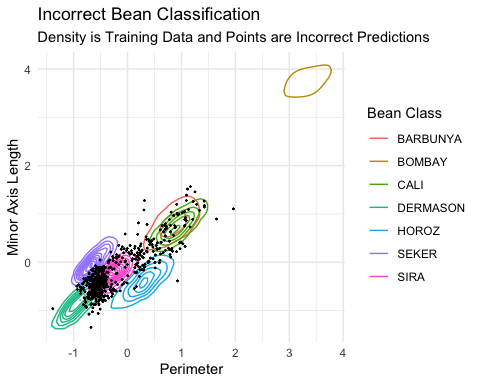 Incorrect Bean Classification
Density is Training Data and Points are Incorrect Predictions
4
2
0
Minor Axis Length
-1
0
1
2
3
4
Perimeter
Bean Class
BARBUNYA
BOMBAY
CALI
DERMASON
HOROZ
SEKER
SIRA